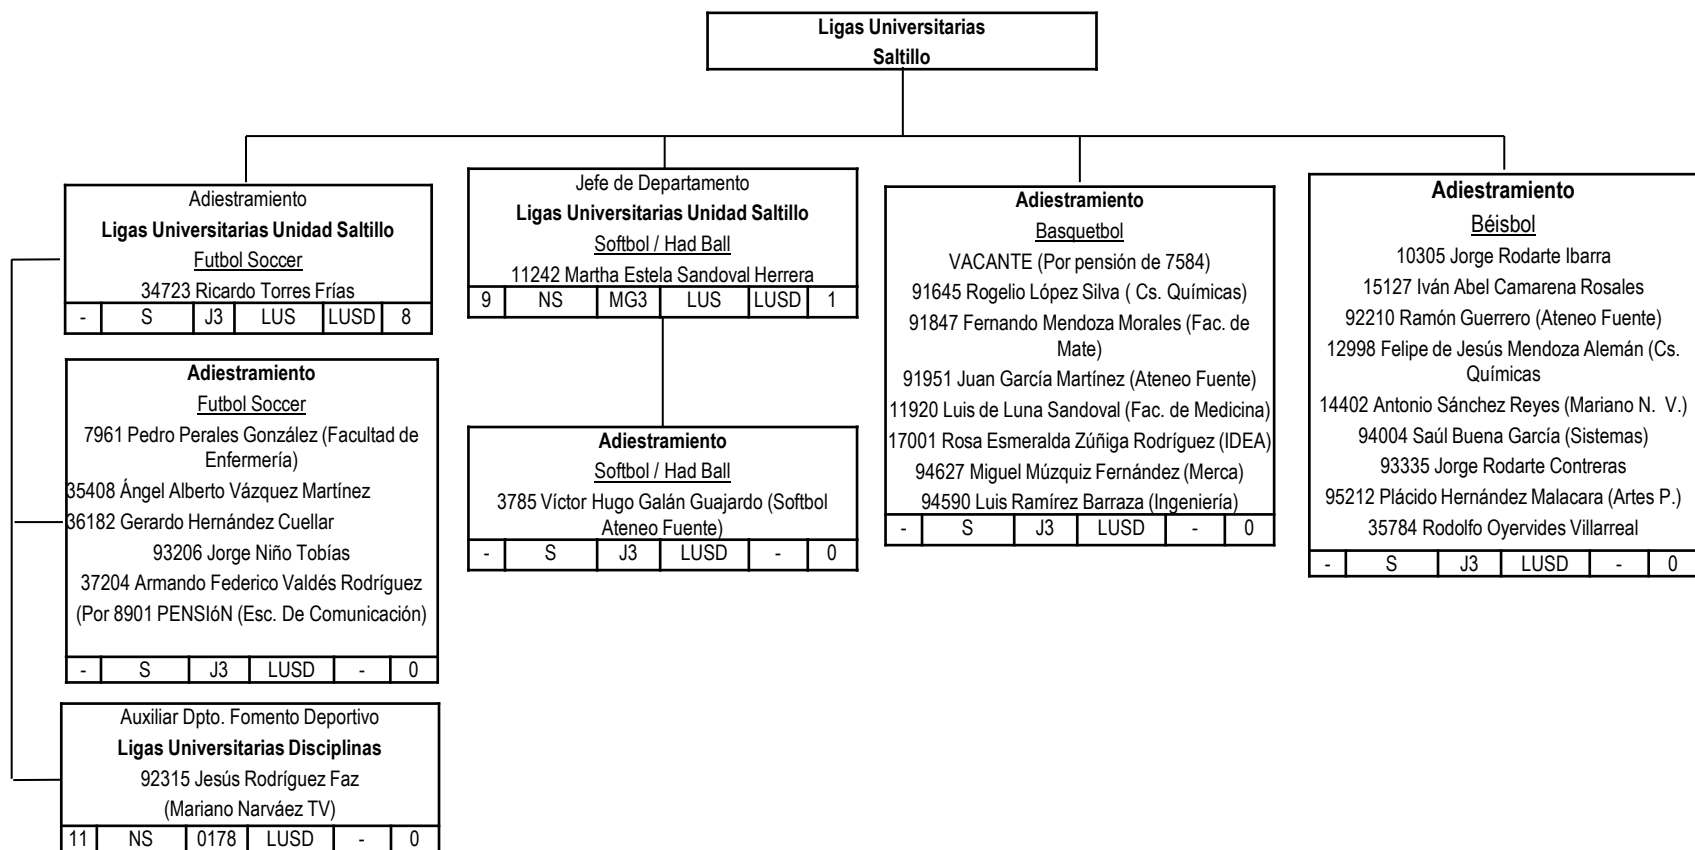 Ligas Universitarias
Saltillo
Adiestramiento
Ligas Universitarias Unidad Saltillo
Futbol Soccer
34723 Ricardo Torres Frías
- S J3 LUS LUSD 8
Adiestramiento
Futbol Soccer
7961 Pedro Perales González (Facultad de
Enfermería)
35408 Ángel Alberto Vázquez Martínez
36182 Gerardo Hernández Cuellar
93206 Jorge Niño Tobías
37204 Armando Federico Valdés Rodríguez
(Por 8901 PENSIóN (Esc. De Comunicación)
- S J3 LUSD - 0
Auxiliar Dpto. Fomento Deportivo
Ligas Universitarias Disciplinas
92315 Jesús Rodríguez Faz
(Mariano Narváez TV)
11 NS 0178 LUSD - 0
Jefe de Departamento
Ligas Universitarias Unidad Saltillo
Softbol / Had Ball
11242 Martha Estela Sandoval Herrera
9 NS MG3 LUS LUSD 1
Adiestramiento
Softbol / Had Ball
3785 Víctor Hugo Galán Guajardo (Softbol
Ateneo Fuente)
- S J3 LUSD - 0
Adiestramiento
Basquetbol
VACANTE (Por pensión de 7584)
91645 Rogelio López Silva ( Cs. Químicas)
91847 Fernando Mendoza Morales (Fac. de
Mate)
91951 Juan García Martínez (Ateneo Fuente)
11920 Luis de Luna Sandoval (Fac. de Medicina)
17001 Rosa Esmeralda Zúñiga Rodríguez (IDEA)
94627 Miguel Múzquiz Fernández (Merca)
94590 Luis Ramírez Barraza (Ingeniería)
- S J3 LUSD - 0
Adiestramiento
Béisbol
10305 Jorge Rodarte Ibarra
15127 Iván Abel Camarena Rosales
92210 Ramón Guerrero (Ateneo Fuente)
12998 Felipe de Jesús Mendoza Alemán (Cs.
Químicas
14402 Antonio Sánchez Reyes (Mariano N. V.)
94004 Saúl Buena García (Sistemas)
93335 Jorge Rodarte Contreras
95212 Plácido Hernández Malacara (Artes P.)
35784 Rodolfo Oyervides Villarreal
- S J3 LUSD - 0